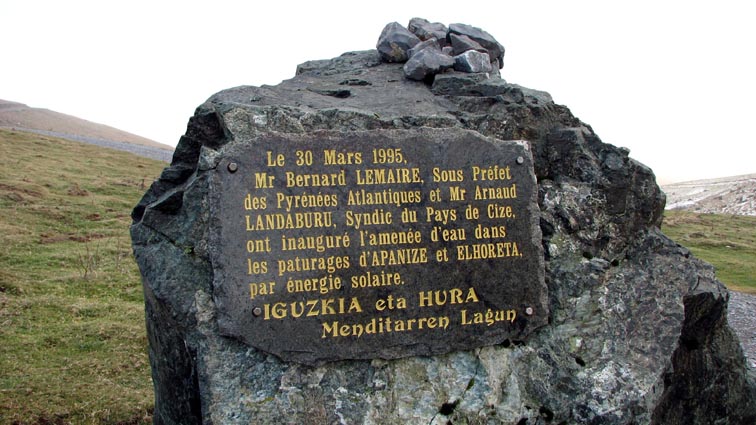 Le 30 Mars 1995,
Mr Bernard LEMAIRE, Sous Préfet
des Pyrénées Atlantiques et Mr Arnaud
LANDABURU, Syndic du Pays de Cize,
ont inauguré l'amenée d'eau dans
les paturages d'APANIZE et ELHORETA,
par énergie solaire.
IGUZKIA eta HURA
Menditarren Lagun